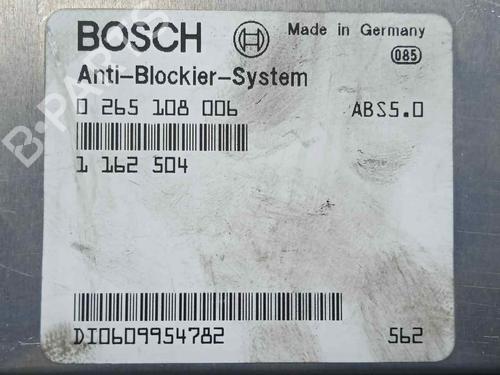 BOSCH
Made in Germany
085
Anti-Blockier-System
0 265 108 006
ABS5.0
1 162 504
DI0609954782
562
B-PARTS